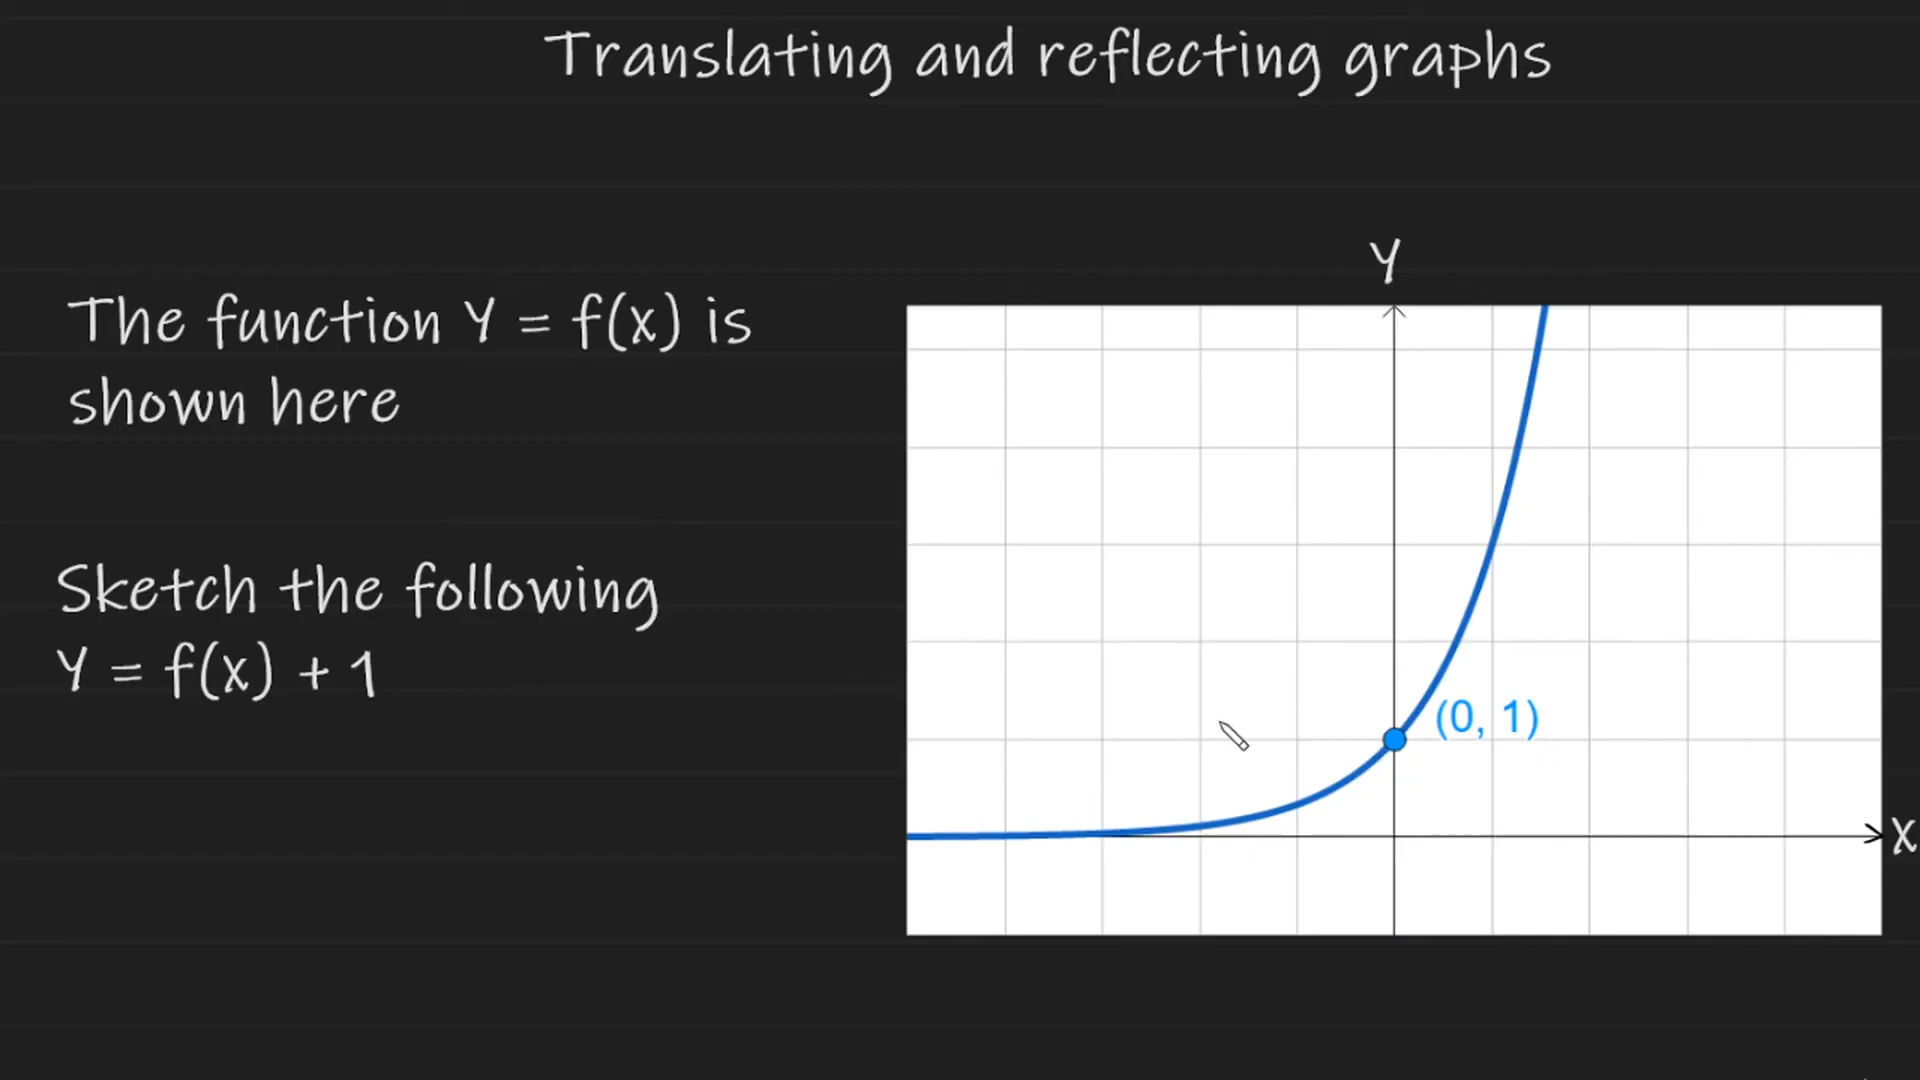 Translating and reflecting graphs
Y
The function Y = f(x) is
shown here
Sketch the following
Y = f(x) + 1
(0, 1)
X